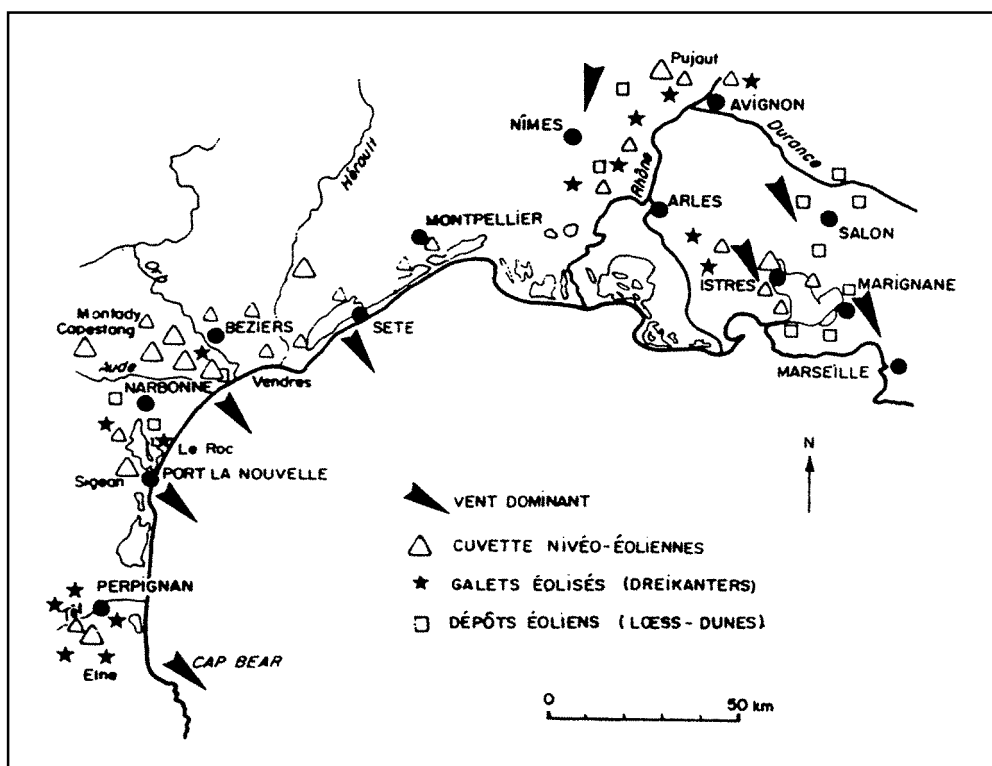 Pujaut
AVIGNON
NÎMES
Durance
Hérault
Rhône
ARLES
MONTPELLIER
SALON
Orb
ISTRES
MARIGNANE
Montady
Capestang
BEZIERS
SETE
Aude
Vendres
MARSEILLE
NARBONNE
Le Roc
N
Sigean
PORT LA NOUVELLE
VENT DOMINANT
CUVETTE NIVÉO-ÉOLIENNES
PERPIGNAN
GALETS ÉOLISÉS (DREIKANTERS)
Têt
DÉPÔTS ÉOLIENS (LŒSS-DUNES)
Elne
CAP BEAR
0 50 km